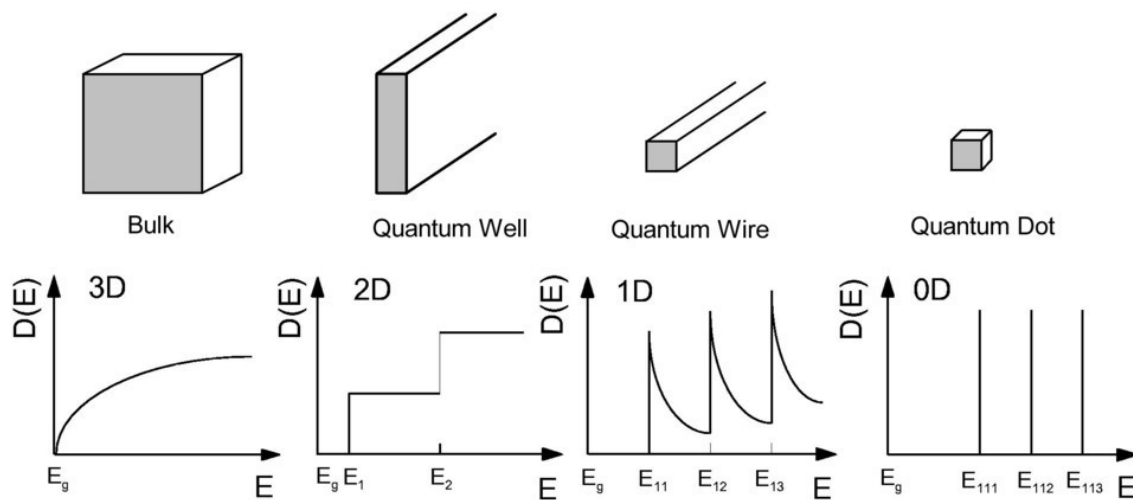 Bulk
Quantum Well
Quantum Wire
Quantum Dot
D(E)
3D
E_g
E
D(E)
2D
E_g
E_1
E_2
E
D(E)
1D
E_g
E_11
E_12
E_13
E
D(E)
0D
E_g
E_111
E_112
E_113
E